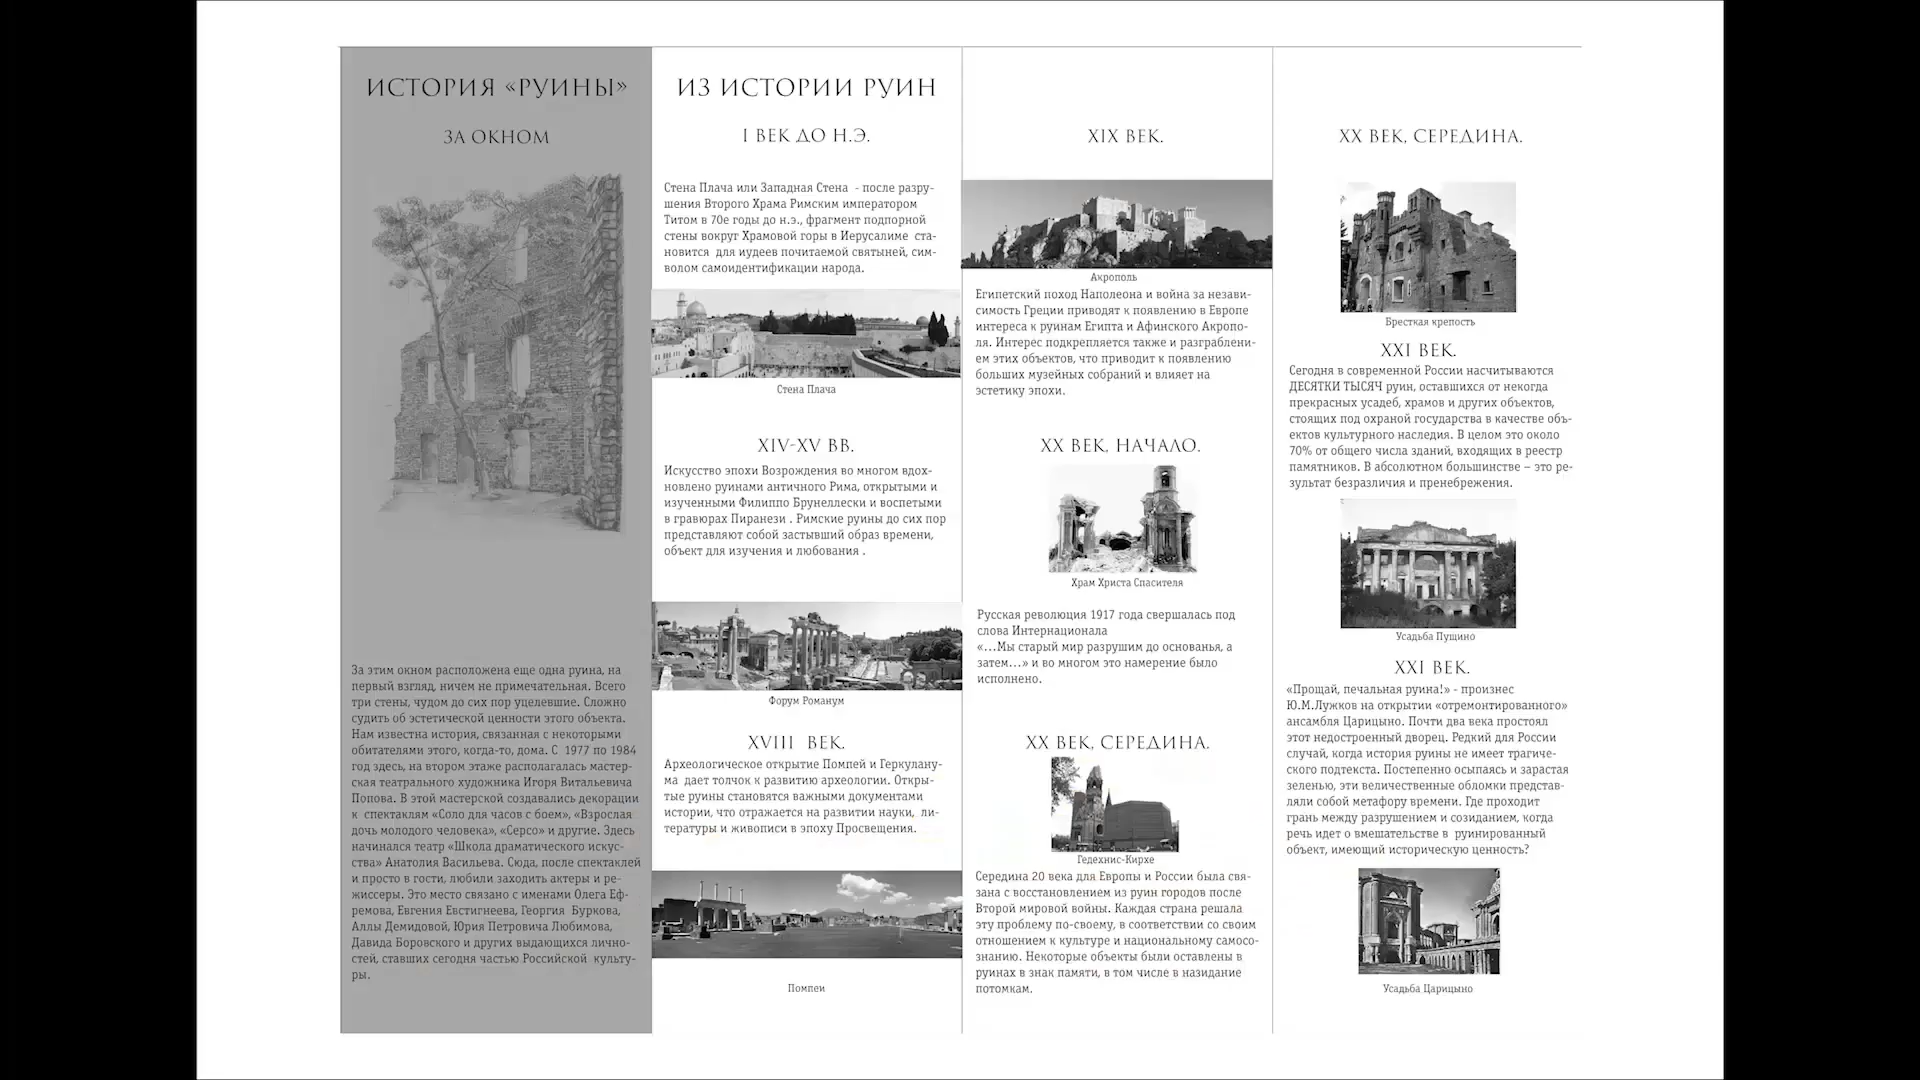 ИСТОРИЯ «РУИНЫ»
ЗА ОКНОМ
За этим окном расположена еще одна руина, на
первый взгляд, ничем не примечательная. Всего
три стены, чудом до сих пор уцелевшие. Сложно
судить об эстетической ценности этого объекта.
Нам известна история, связанная с некоторыми
обитателями этого, когда-то, дома. С 1977 по 1984
год здесь, на втором этаже располагалась мастер-
ская театрального художника Игоря Витальевича
Попова. В этой мастерской создавались декорации
к спектаклям «Соло для часов с боем», «Взрослая
дочь молодого человека», «Серсо» и другие. Здесь
начинался театр «Школа драматического искус-
ства» Анатолия Васильева. Сюда, после спектаклей
и просто в гости, любили заходить актеры и ре-
жиссеры. Это место связано с именами Олега Еф-
ремова, Евгения Евстигнеева, Георгия Буркова,
Аллы Демидовой, Юрия Петровича Любимова,
Давида Боровского и других выдающихся лично-
стей, ставших сегодня частью Российской культу-
ры.
ИЗ ИСТОРИИ РУИН
I ВЕК ДО Н.Э.
Стена Плача или Западная Стена - после разру-
шения Второго Храма Римским императором
Титом в 70е годы до н.э., фрагмент подпорной
стены вокруг Храмовой горы в Иерусалиме ста-
новится для иудеев почитаемой святыней, сим-
волом самоидентификации народа.
Стена Плача
XIV-XV ВВ.
Искусство эпохи Возрождения во многом вдох-
новлено руинами античного Рима, открытыми и
изученными Филиппо Брунеллески и воспетыми
в гравюрах Пиранези . Римские руины до сих пор
представляют собой застывший образ времени,
объект для изучения и любования .
Форум Романум
XVIII ВЕК.
Археологическое открытие Помпей и Геркулану-
ма дает толчок к развитию археологии. Откры-
тые руины становятся важными документами
истории, что отражается на развитии науки, ли-
тературы и живописи в эпоху Просвещения.
Помпеи
XIX ВЕК.
Акрополь
Египетский поход Наполеона и война за незави-
симость Греции приводят к появлению в Европе
интереса к руинам Египта и Афинского Акропо-
ля. Интерес подкрепляется также и разграблени-
ем этих объектов, что приводит к появлению
больших музейных собраний и влияет на
эстетику эпохи.
XX ВЕК, НАЧАЛО.
Храм Христа Спасителя
Русская революция 1917 года свершалась под
слова Интернационала
«...Мы старый мир разрушим до основанья, а
затем...» и во многом это намерение было
исполнено.
XX ВЕК, СЕРЕДИНА.
Гедехнис-Кирхе
Середина 20 века для Европы и России была свя-
зана с восстановлением из руин городов после
Второй мировой войны. Каждая страна решала
эту проблему по-своему, в соответствии со своим
отношением к культуре и национальному самосо-
знанию. Некоторые объекты были оставлены в
руинах в знак памяти, в том числе в назидание
потомкам.
XX ВЕК, СЕРЕДИНА.
Бресткая крепость
XXI ВЕК.
Сегодня в современной России насчитываются
ДЕСЯТКИ ТЫСЯЧ руин, оставшихся от некогда
прекрасных усадеб, храмов и других объектов,
стоящих под охраной государства в качестве объ-
ектов культурного наследия. В целом это около
70% от общего числа зданий, входящих в реестр
памятников. В абсолютном большинстве – это ре-
зультат безразличия и пренебрежения.
Усадьба Пущино
XXI ВЕК.
«Прощай, печальная руина!» - произнес
Ю.М.Лужков на открытии «отремонтированного»
ансамбля Царицыно. Почти два века простоял
этот недостроенный дворец. Редкий для России
случай, когда история руины не имеет трагиче-
ского подтекста. Постепенно осыпаясь и зарастая
зеленью, эти величественные обломки представ-
ляли собой метафору времени. Где проходит
грань между разрушением и созиданием, когда
речь идет о вмешательстве в руинированный
объект, имеющий историческую ценность?
Усадьба Царицыно